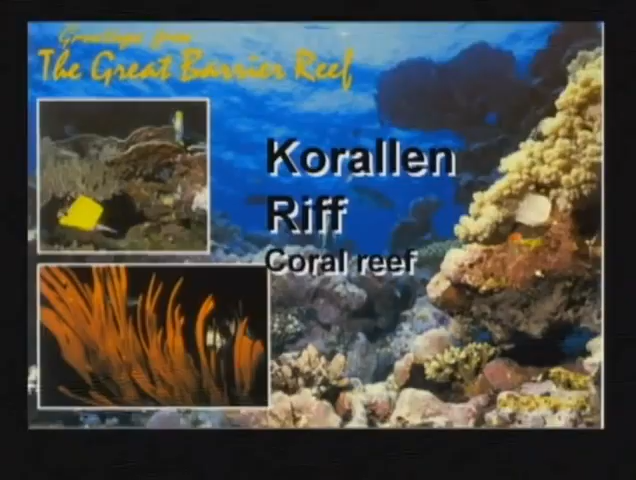 Greetings from
The Great Barrier Reef
Korallen
Riff
Coral reef